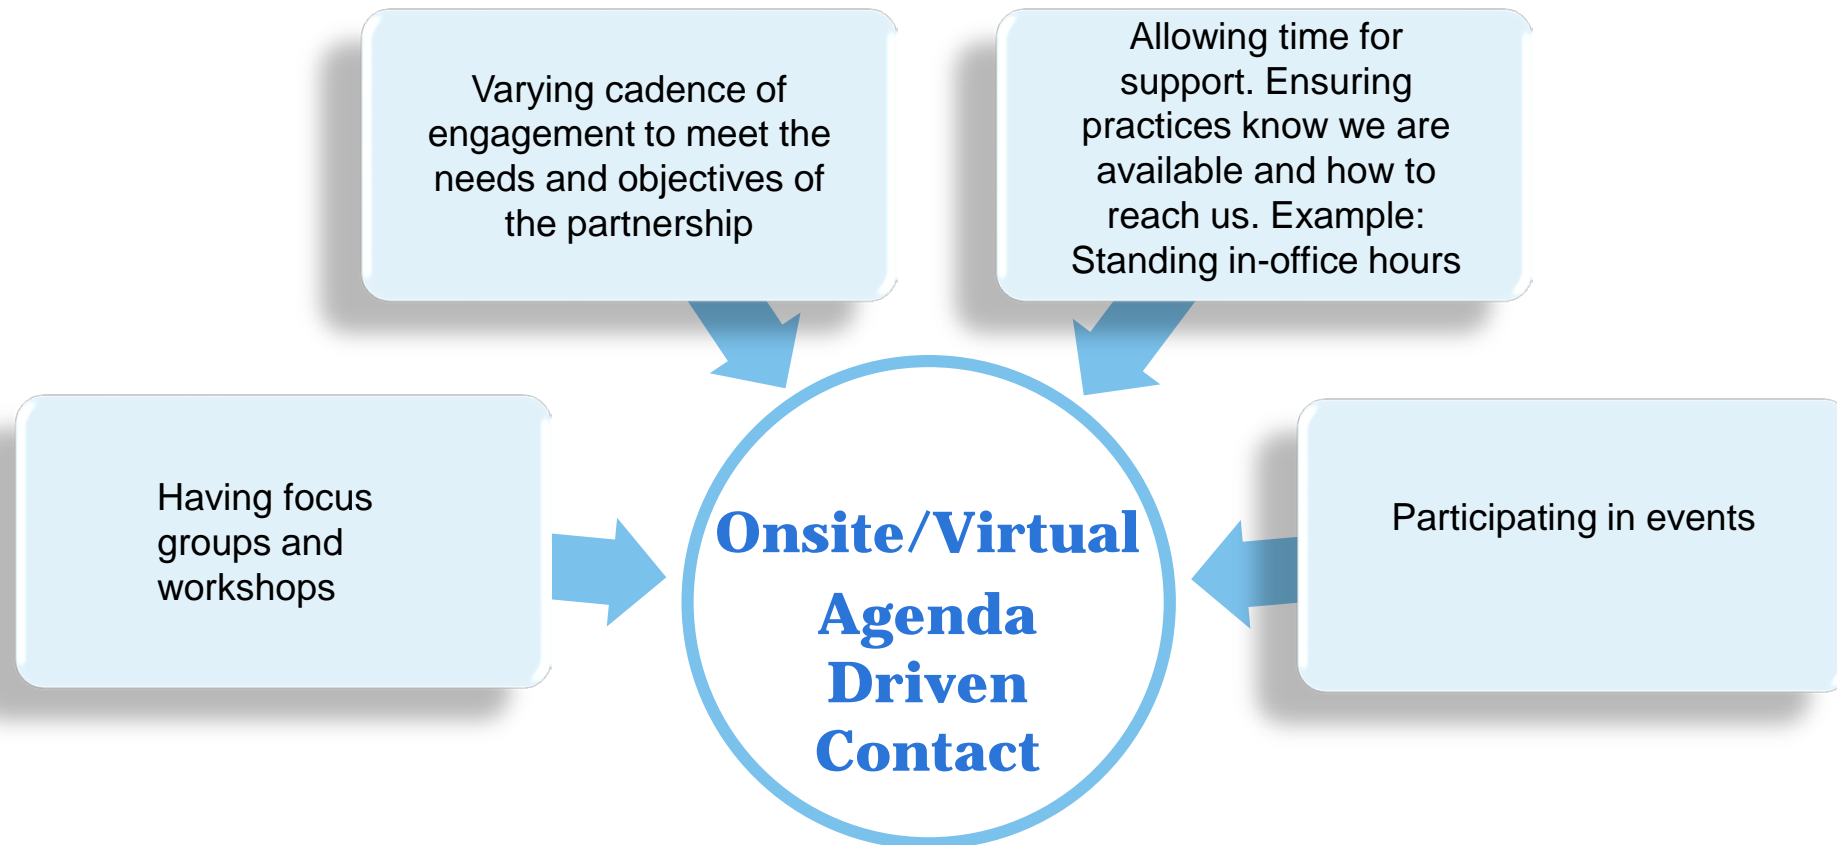 Varying cadence of
engagement to meet the
needs and objectives of
the partnership
Allowing time for
support. Ensuring
practices know we are
available and how to
reach us. Example:
Standing in-office hours
Having focus
groups and
workshops
Onsite/Virtual
Agenda
Driven
Contact
Participating in events